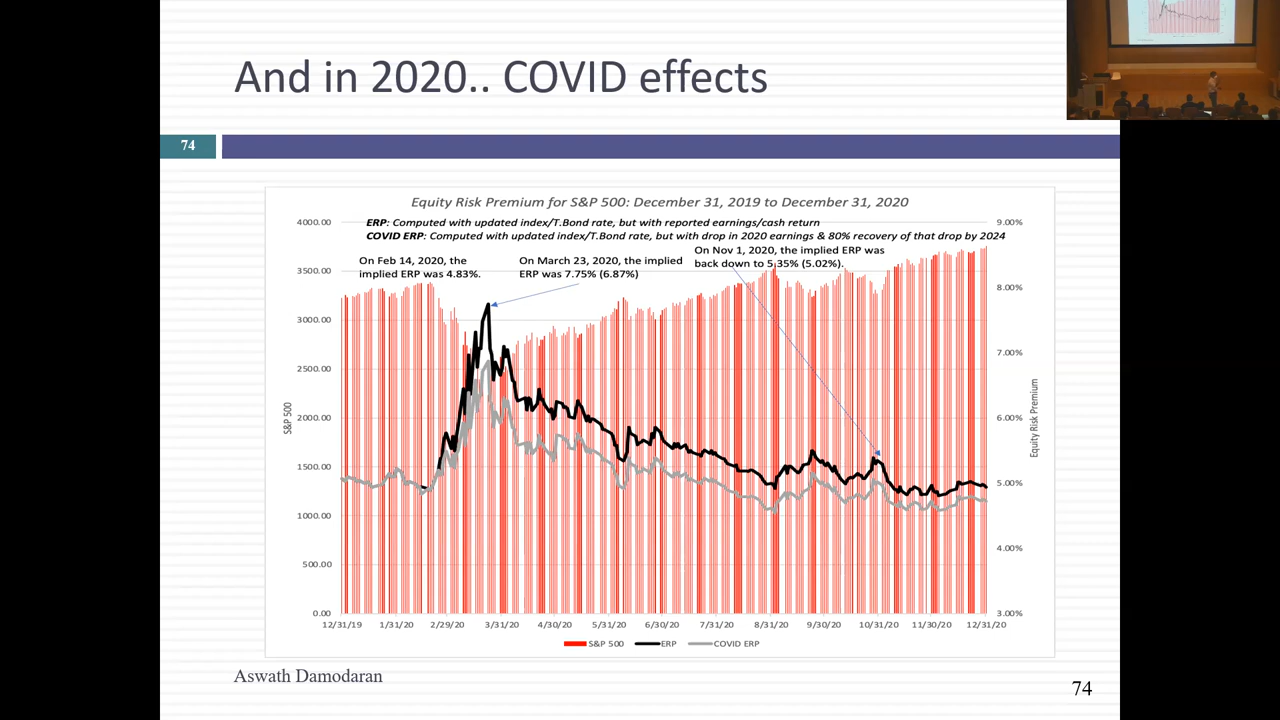 And in 2020.. COVID effects
74
Equity Risk Premium for S&P 500: December 31, 2019 to December 31, 2020
4000.00
9.00%
ERP: Computed with updated index/T.Bond rate, but with reported earnings/cash return
COVID ERP: Computed with updated index/T.Bond rate, but with drop in 2020 earnings & 80% recovery of that drop by 2024
On Feb 14, 2020, the
implied ERP was 4.83%.
On March 23, 2020, the implied
ERP was 7.75% (6.87%)
On Nov 1, 2020, the implied ERP was
back down to 5.35% (5.02%).
3500.00
8.00%
3000.00
7.00%
2500.00
2000.00
6.00%
S&P 500
Equity Risk Premium
1500.00
5.00%
1000.00
4.00%
500.00
0.00
3.00%
12/31/19 1/31/20 2/29/20 3/31/20 4/30/20 5/31/20 6/30/20 7/31/20 8/31/20 9/30/20 10/31/20 11/30/20 12/31/20
S&P 500 ERP COVID ERP
Aswath Damodaran
74